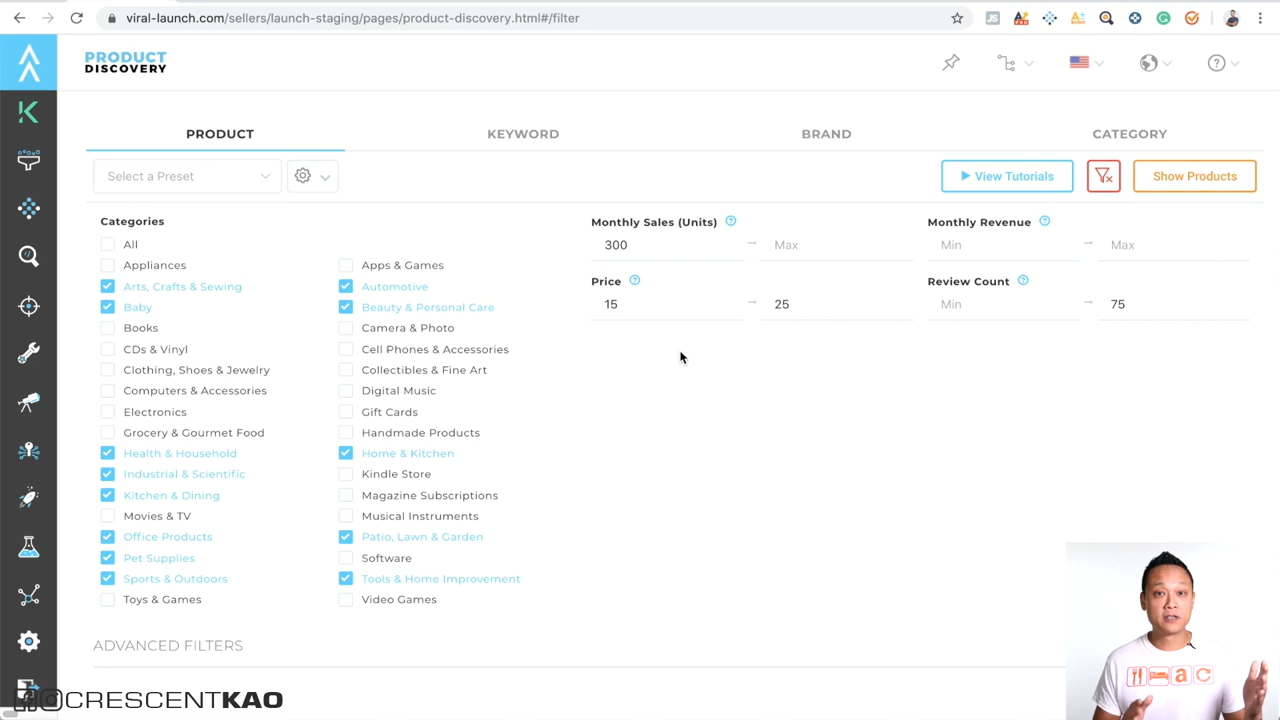 viral-launch.com/sellers/launch-staging/pages/product-discovery.html#/filter
PRODUCT
DISCOVERY
PRODUCT KEYWORD BRAND CATEGORY
Select a Preset
View Tutorials
Show Products
Categories
All
Appliances Apps & Games
Arts, Crafts & Sewing Automotive
Baby Beauty & Personal Care
Books Camera & Photo
CDs & Vinyl Cell Phones & Accessories
Clothing, Shoes & Jewelry Collectibles & Fine Art
Computers & Accessories Digital Music
Electronics Gift Cards
Grocery & Gourmet Food Handmade Products
Health & Household Home & Kitchen
Industrial & Scientific Kindle Store
Kitchen & Dining Magazine Subscriptions
Movies & TV Musical Instruments
Office Products Patio, Lawn & Garden
Pet Supplies Software
Sports & Outdoors Tools & Home Improvement
Toys & Games Video Games
Monthly Sales (Units) Monthly Revenue
300 → Max Min → Max
Price Review Count
15 → 25 Min → 75
ADVANCED FILTERS
CRESCENTKAO